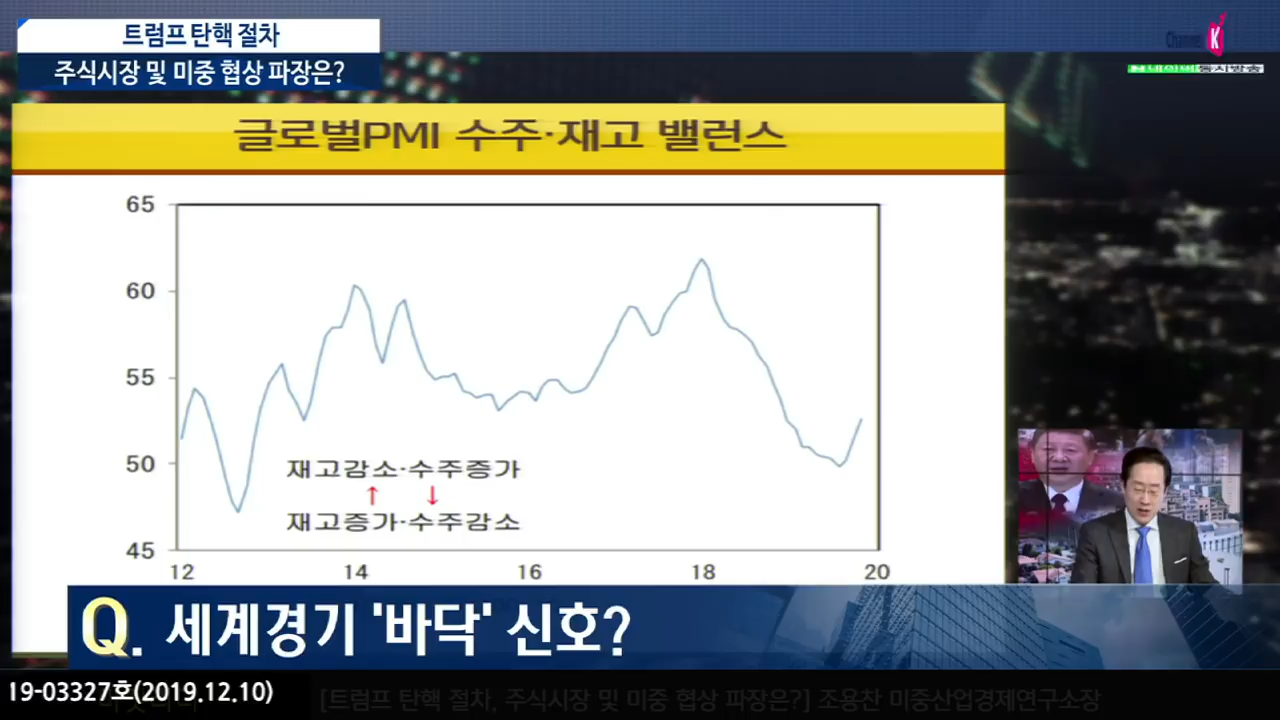 트럼프 탄핵 절차
주식시장 및 미중 협상 파장은?
Channel K
글로벌PMI 수주·재고 밸런스
65
60
55
50
45
재고감소·수주증가
↑ ↓
재고증가·수주감소
12 14 16 18 20
Q. 세계경기 '바닥' 신호?
19-03327호(2019.12.10)
[트럼프 탄핵 절차, 주식시장 및 미중 협상 파장은?] 조용찬 미중산업경제연구소장